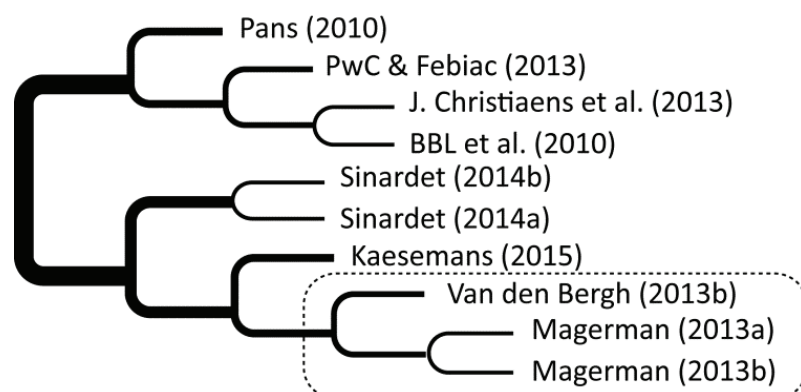 Pans (2010)
PwC & Febiac (2013)
J. Christiaens et al. (2013)
BBL et al. (2010)
Sinardet (2014b)
Sinardet (2014a)
Kaesemans (2015)
Van den Bergh (2013b)
Magerman (2013a)
Magerman (2013b)